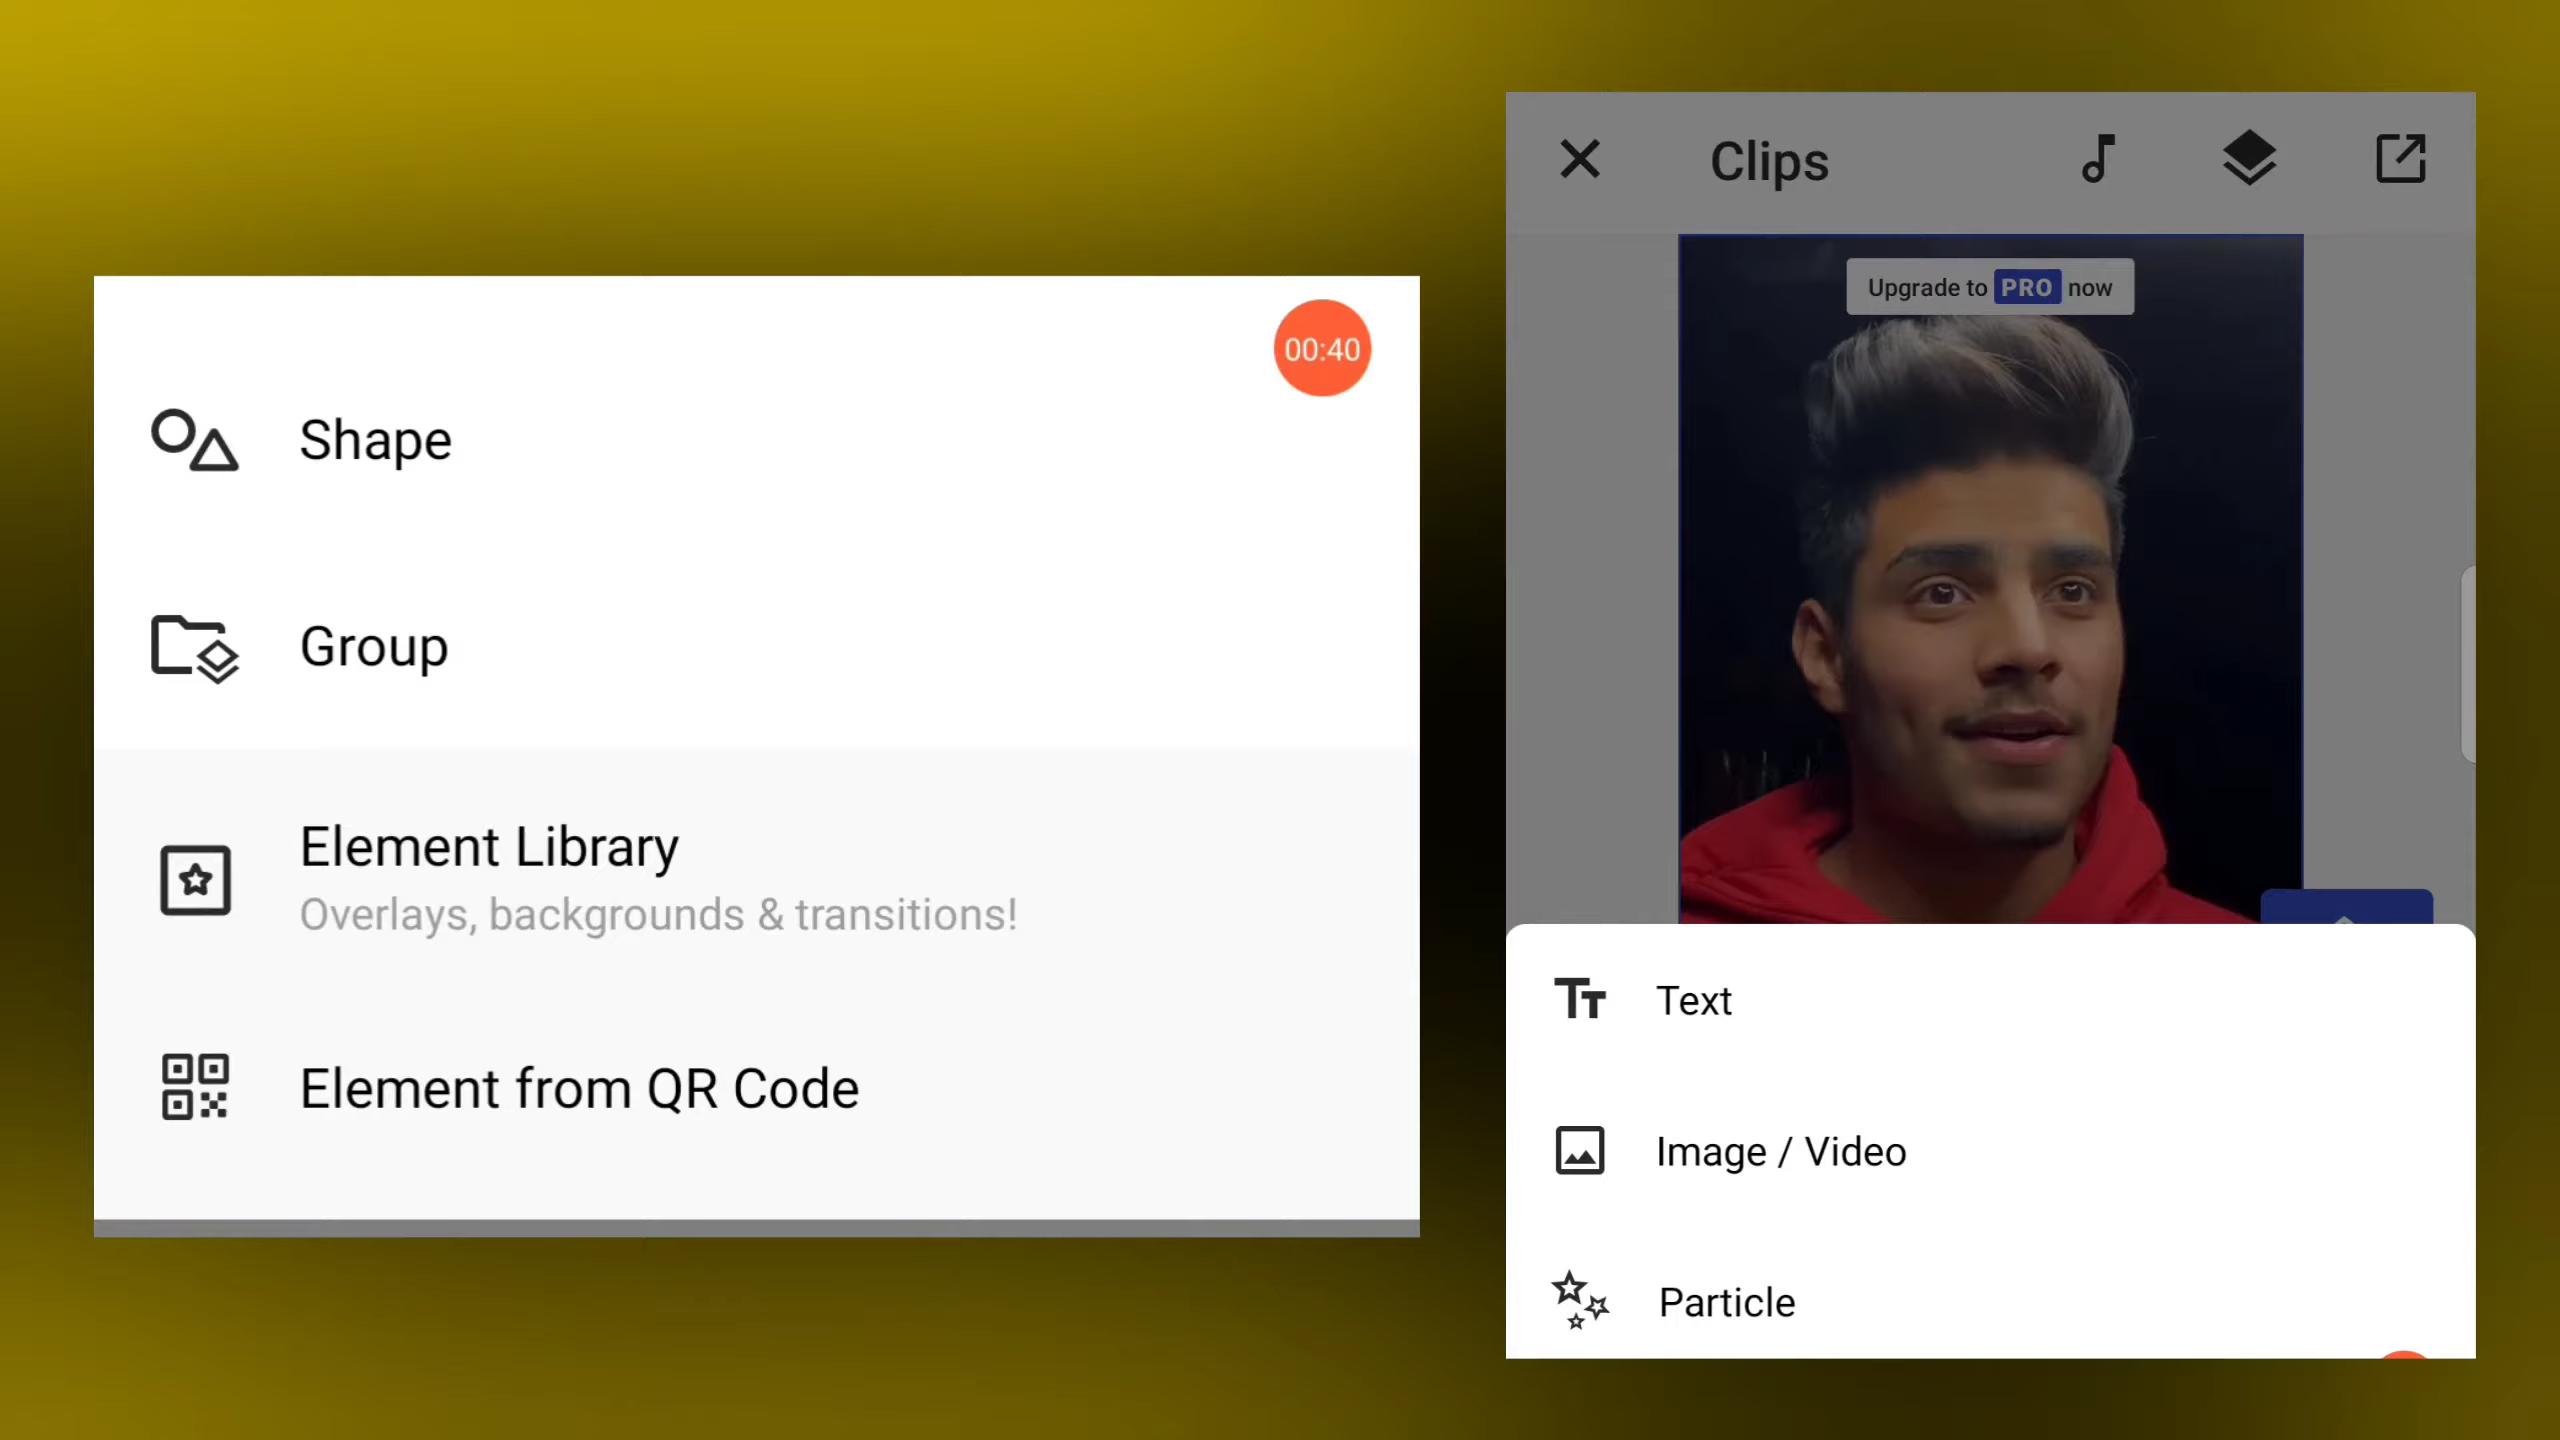 00:40
Shape
Group
Element Library
Overlays, backgrounds & transitions!
Element from QR Code
Clips
Upgrade to PRO now
Text
Image / Video
Particle